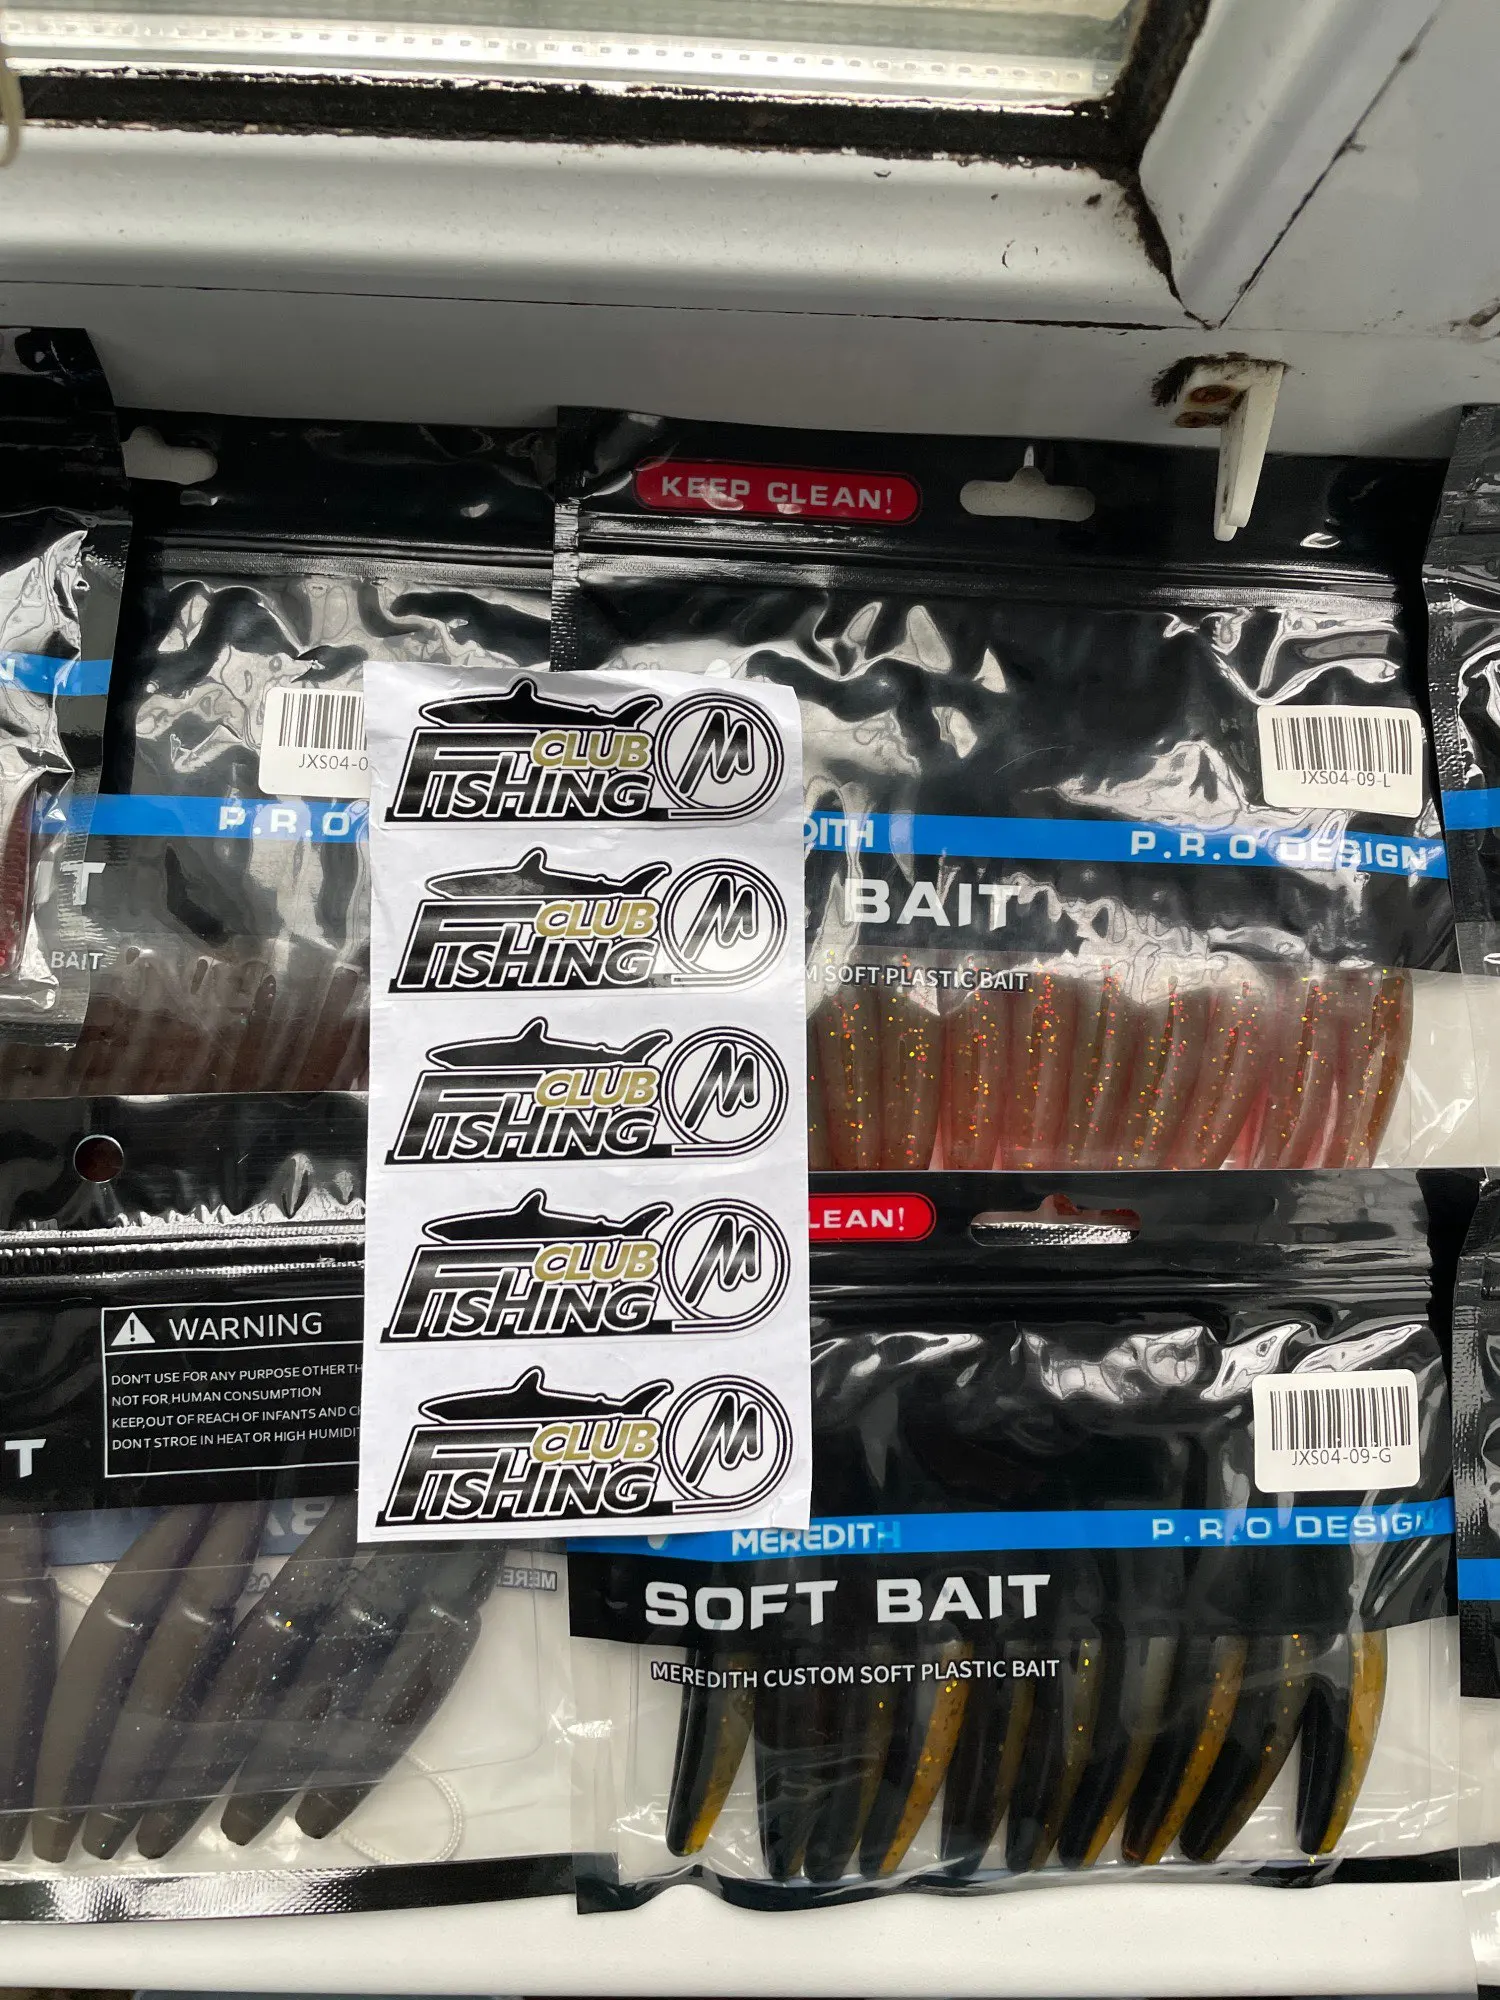 KEEP CLEAN!
JXS04-0
JXS04-09-L
P.R.O
DITH
P.R.O DESIGN
T
BAIT
BAIT
M SOFT PLASTIC BAIT
CLUB
FISHING
M
CLUB
FISHING
M
CLUB
FISHING
M
CLUB
FISHING
M
CLUB
FISHING
M
LEAN!
WARNING
DON'T USE FOR ANY PURPOSE OTHER TH
NOT FOR HUMAN CONSUMPTION
KEEP,OUT OF REACH OF INFANTS AND CH
DON T STROE IN HEAT OR HIGH HUMIDIT
T
JXS04-09-G
MEREDITH
P.R.O DESIGN
SOFT BAIT
MEREDITH CUSTOM SOFT PLASTIC BAIT